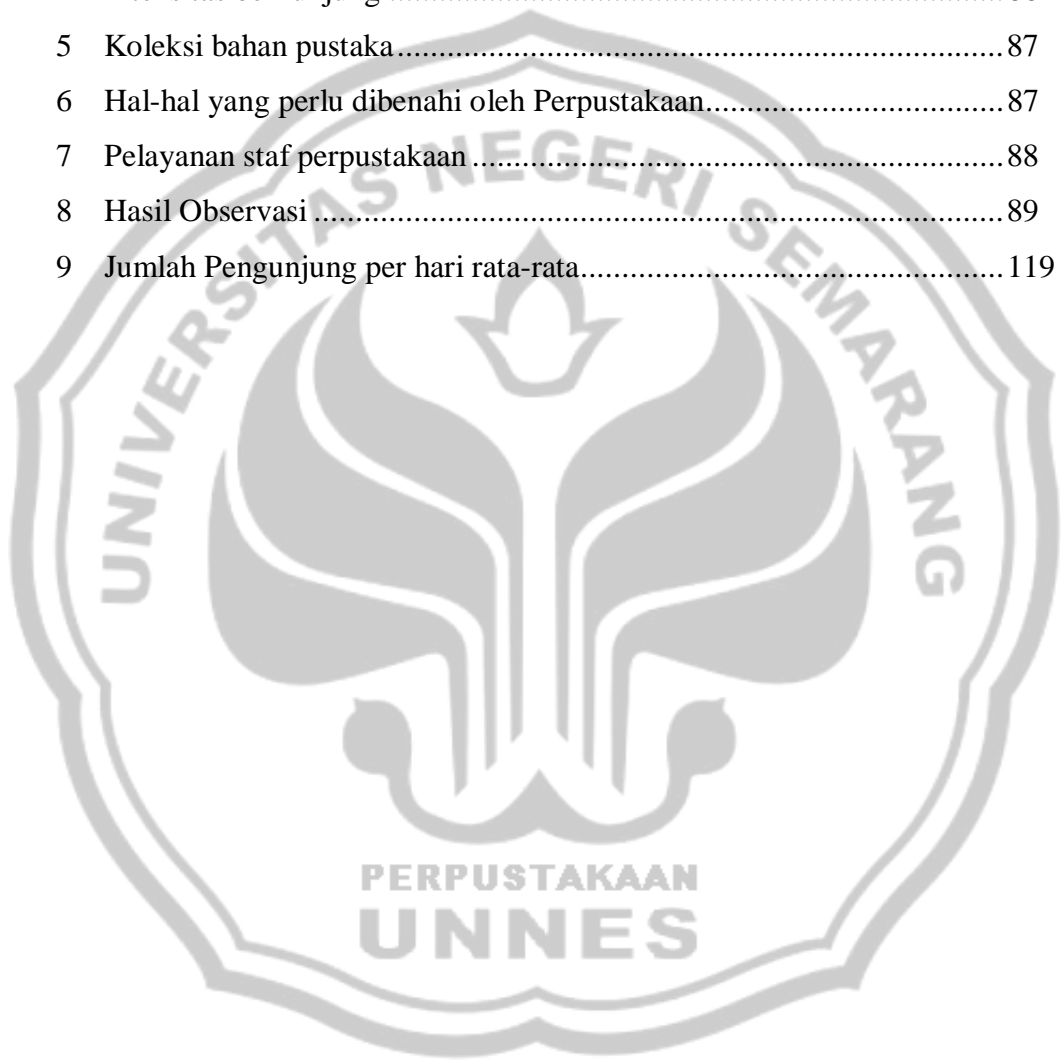 5 Koleksi bahan pustaka........................................................................87
6 Hal-hal yang perlu dibenahi oleh Perpustakaan....................................87
7 Pelayanan staf perpustakaan................................................................88
8 Hasil Observasi...................................................................................89
9 Jumlah Pengunjung per hari rata-rata...................................................119
UNIVERSITAS NEGERI SEMARANG
PERPUSTAKAAN
UNNES